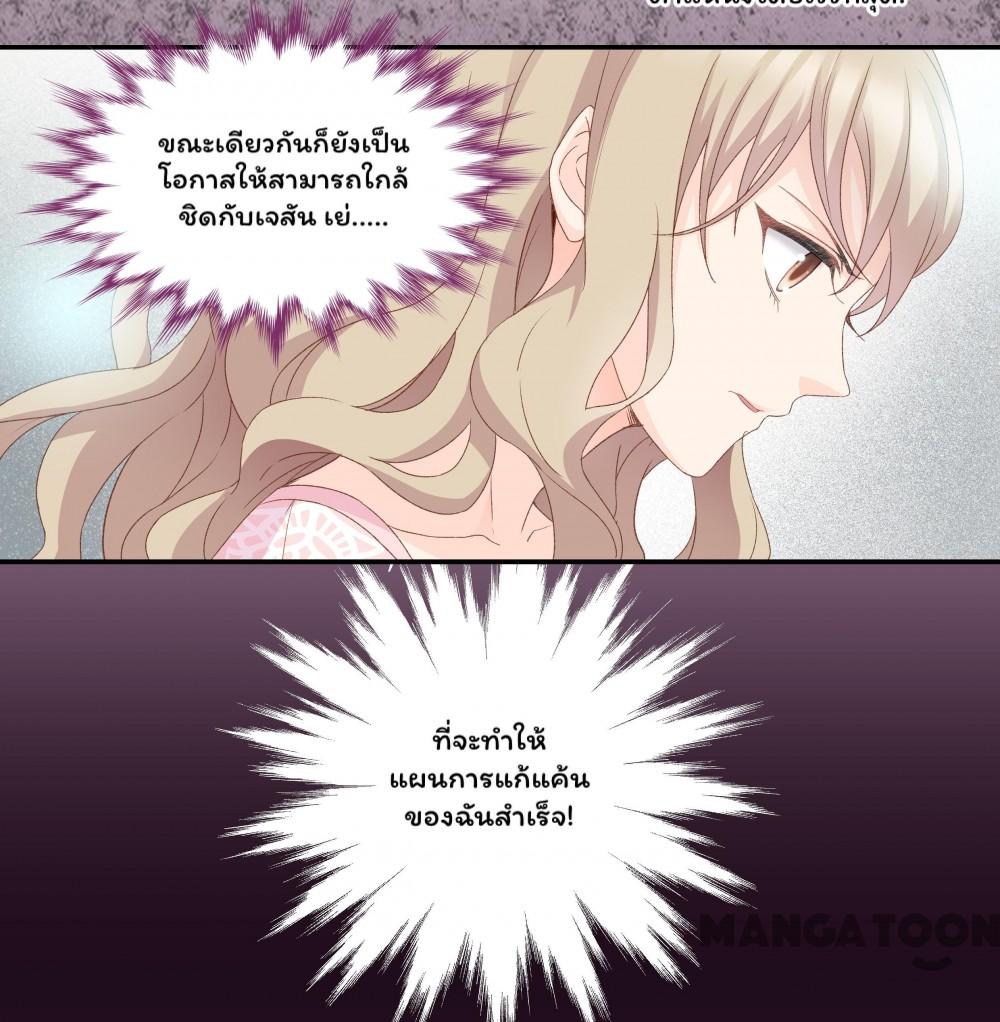 ขณะเดียวกันก็ยังเป็น
โอกาสให้สามารถใกล้
ชิดกับเจสัน เย่.....
ที่จะทำให้
แผนการแก้แค้น
ของฉันสำเร็จ!
MANGATOON